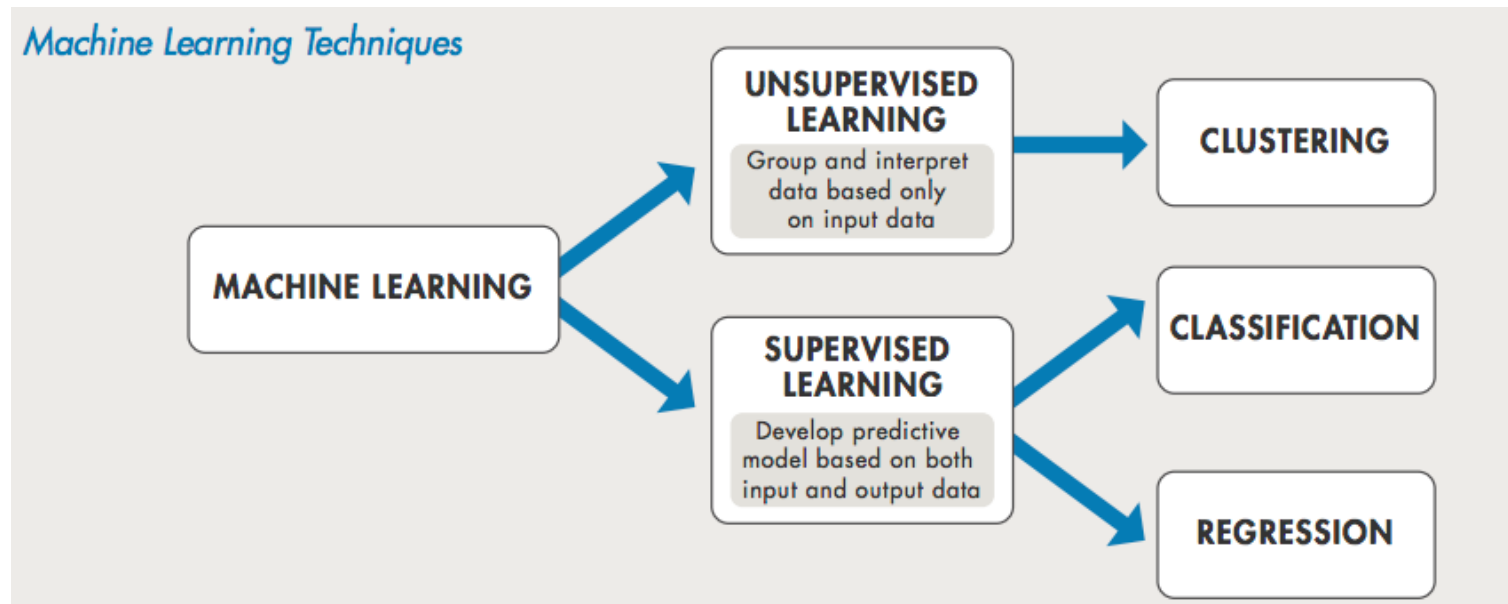 Machine Learning Techniques
UNSUPERVISED
LEARNING
Group and interpret
data based only
on input data
CLUSTERING
MACHINE LEARNING
SUPERVISED
LEARNING
Develop predictive
model based on both
input and output data
CLASSIFICATION
REGRESSION